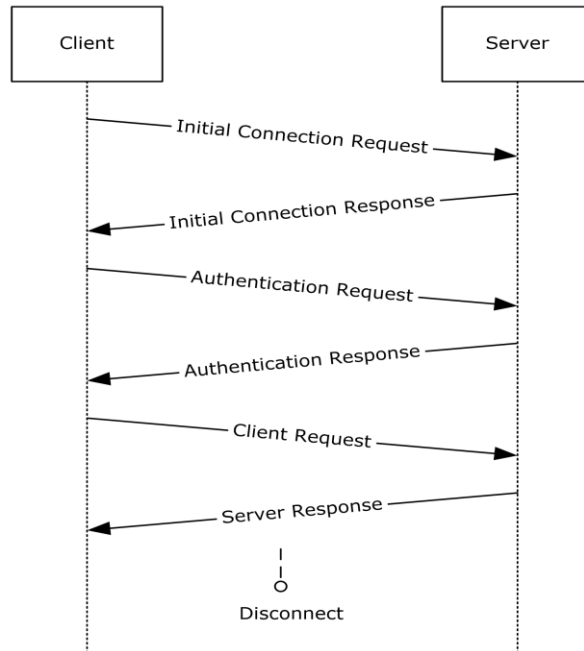 Client
Server
Initial Connection Request
Initial Connection Response
Authentication Request
Authentication Response
Client Request
Server Response
Disconnect